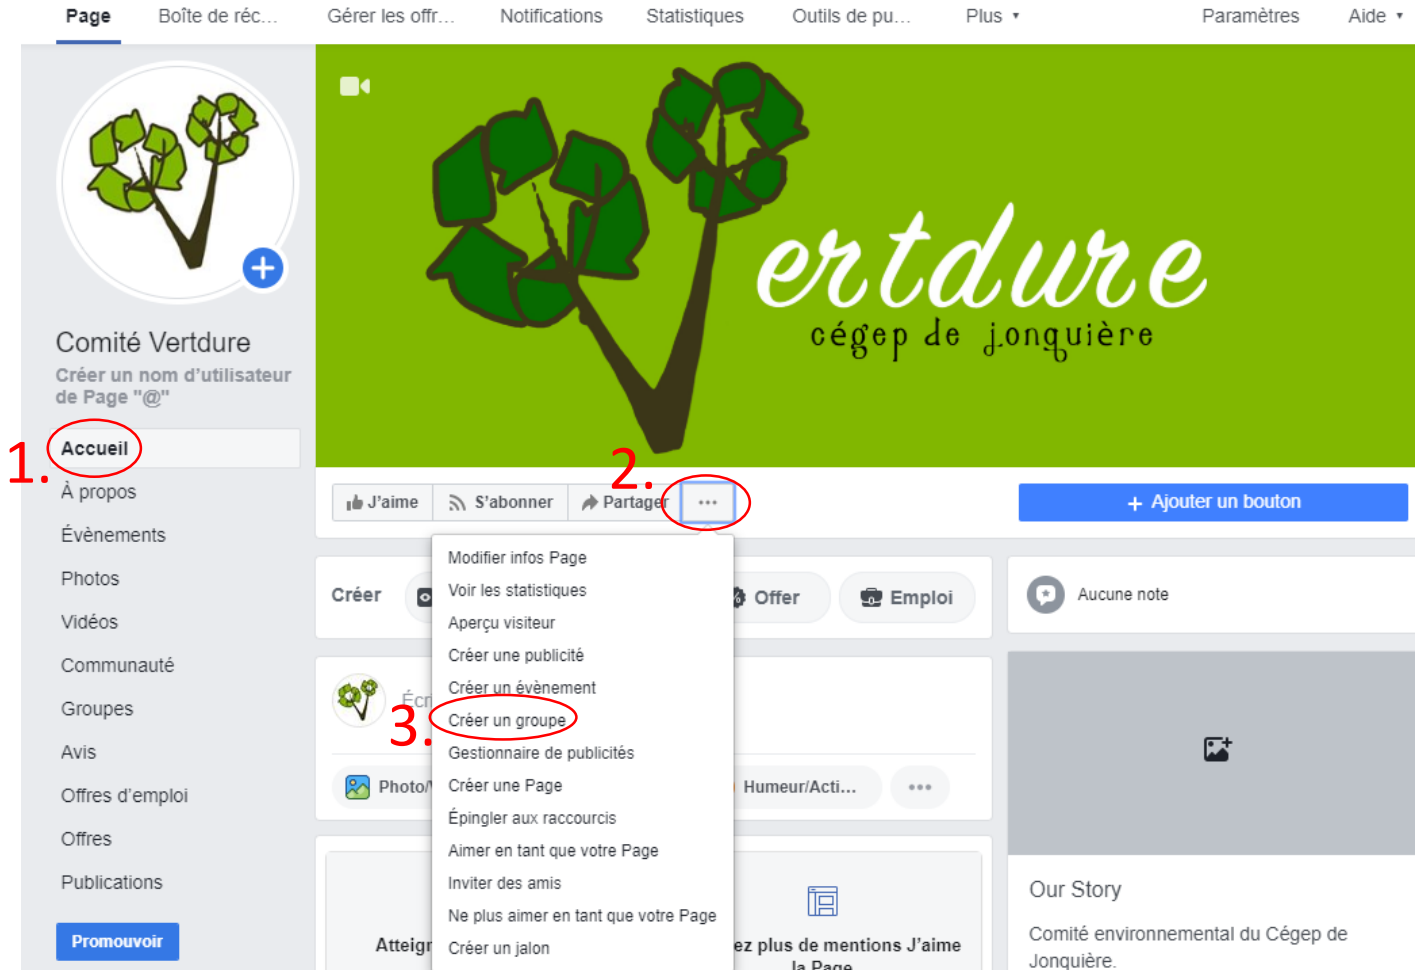 Page Boîte de réc... Gérer les offr... Notifications Statistiques Outils de pu... Plus Paramètres Aide
ertdure
cégep de jonquière
Comité Vertdure
Créer un nom d'utilisateur
de Page "@"
1. Accueil
À propos
Évènements
Photos
Vidéos
Communauté
Groupes
Avis
Offres d'emploi
Offres
Publications
Promouvoir
2.
J'aime S'abonner Partager ...
+ Ajouter un bouton
Modifier infos Page
Voir les statistiques
Aperçu visiteur
Créer une publicité
Créer un évènement
3. Créer un groupe
Gestionnaire de publicités
Créer une Page
Épingler aux raccourcis
Aimer en tant que votre Page
Inviter des amis
Ne plus aimer en tant que votre Page
Créer un jalon
Créer Offer Emploi
Écri
Photo/ Humeur/Acti... ...
Atteigr ez plus de mentions J'aime
la Page
Aucune note
Our Story
Comité environnemental du Cégep de
Jonquière.